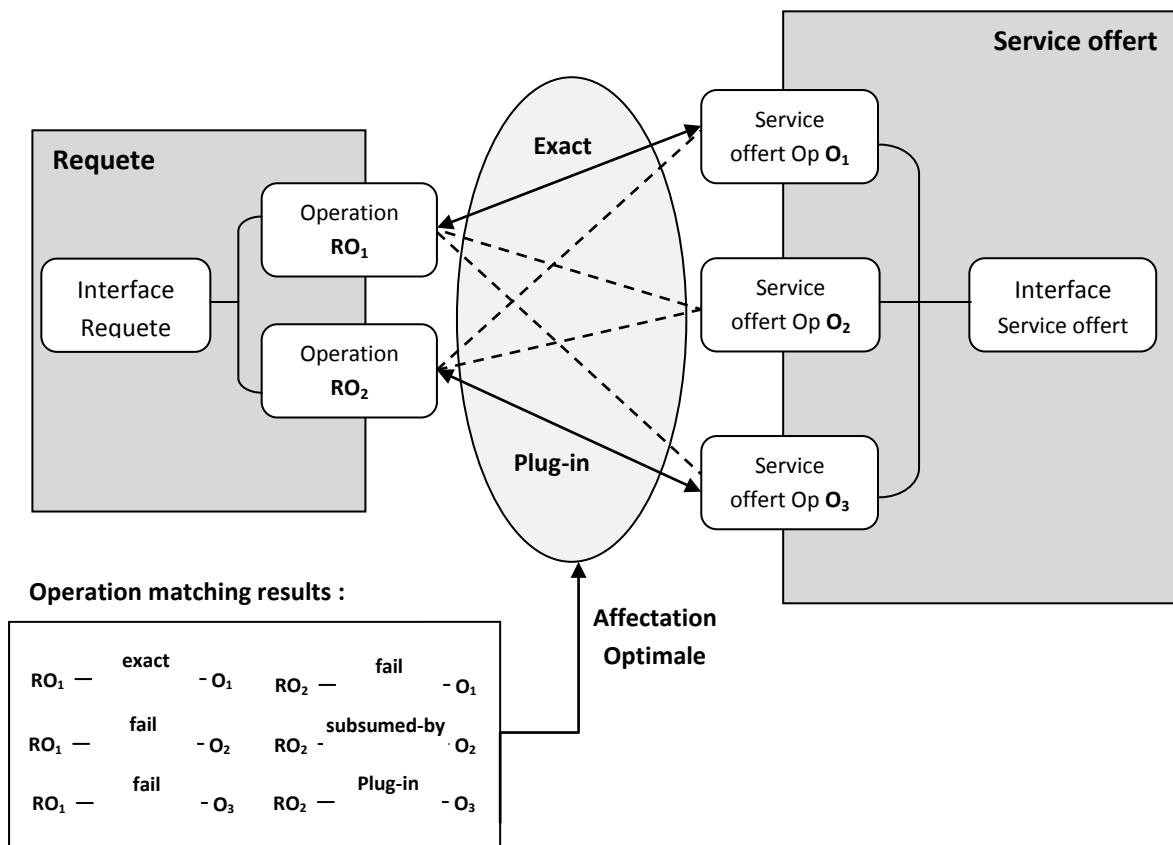 Service offert
Requete
Exact
Service
offert Op O₁
Operation
RO₁
Interface
Requete
Service
offert Op O₂
Interface
Service offert
Operation
RO₂
Plug-in
Service
offert Op O₃
Operation matching results :
Affectation
Optimale
RO₁ — exact - O₁
RO₂ — fail - O₁
RO₁ — fail - O₂
RO₂ - subsumed-by O₂
RO₁ — fail - O₃
RO₂ — Plug-in - O₃